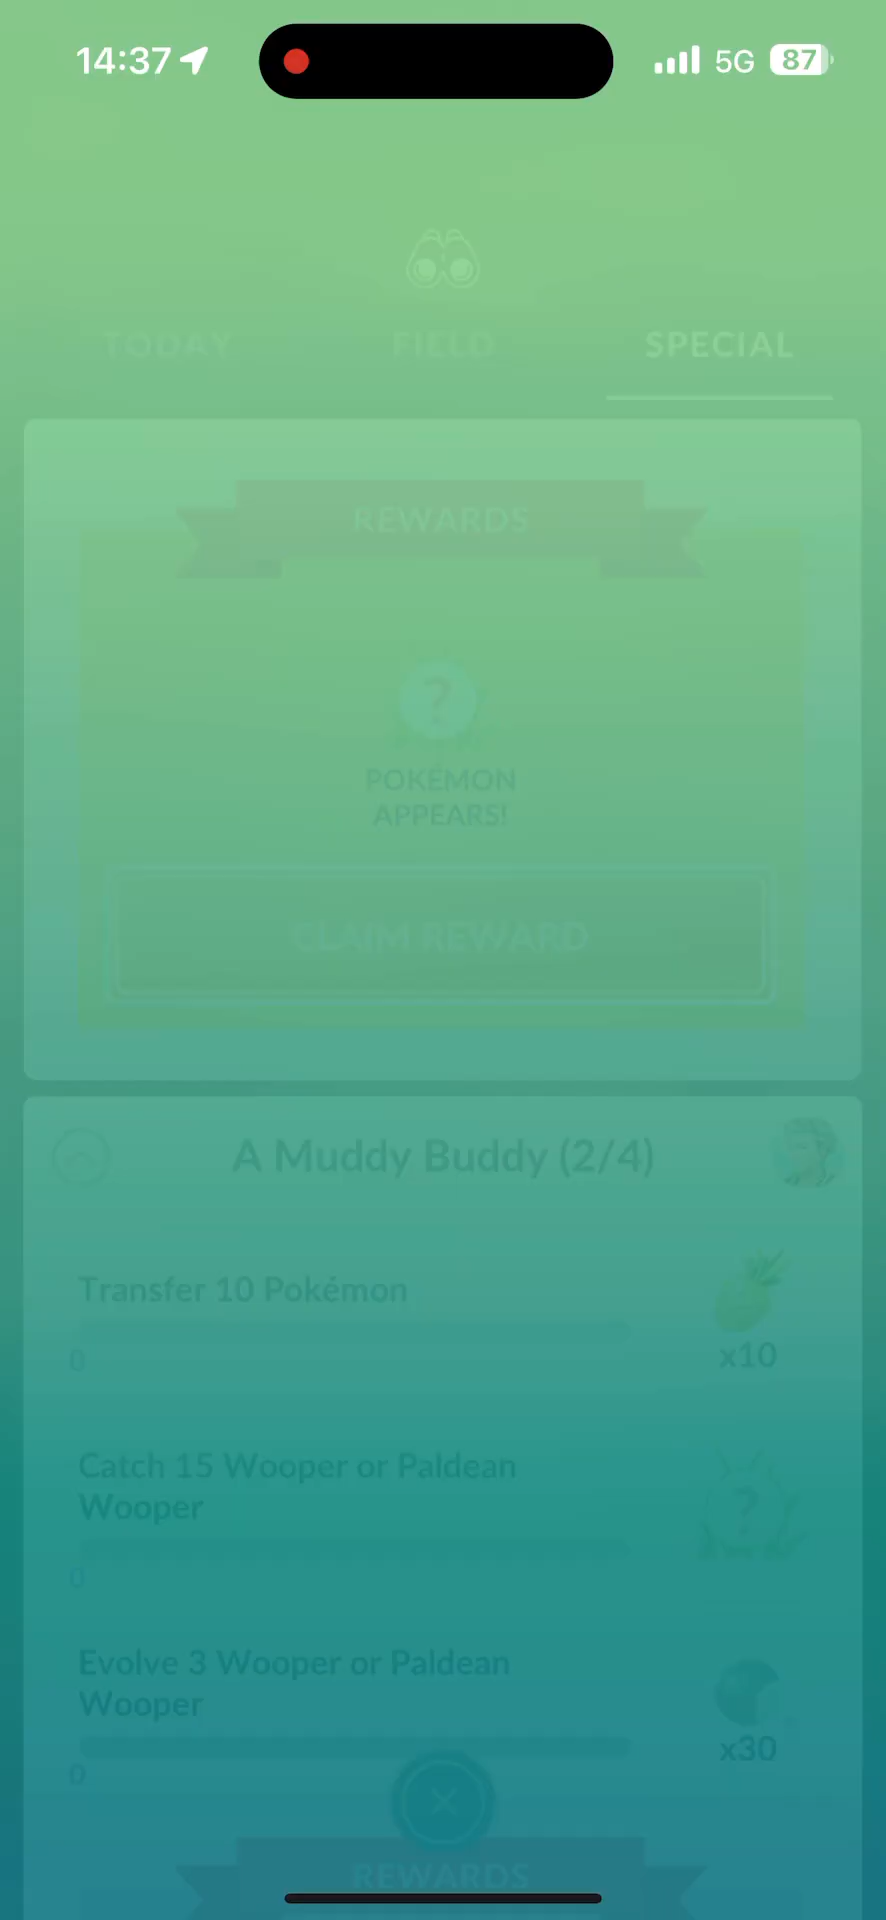 14:37
5G
87
TODAY
FIELD
SPECIAL
REWARDS
?
POKÉMON
APPEARS!
CLAIM REWARD
A Muddy Buddy (2/4)
Transfer 10 Pokémon
0
x10
Catch 15 Wooper or Paldean
Wooper
0
?
Evolve 3 Wooper or Paldean
Wooper
0
x30
REWARDS